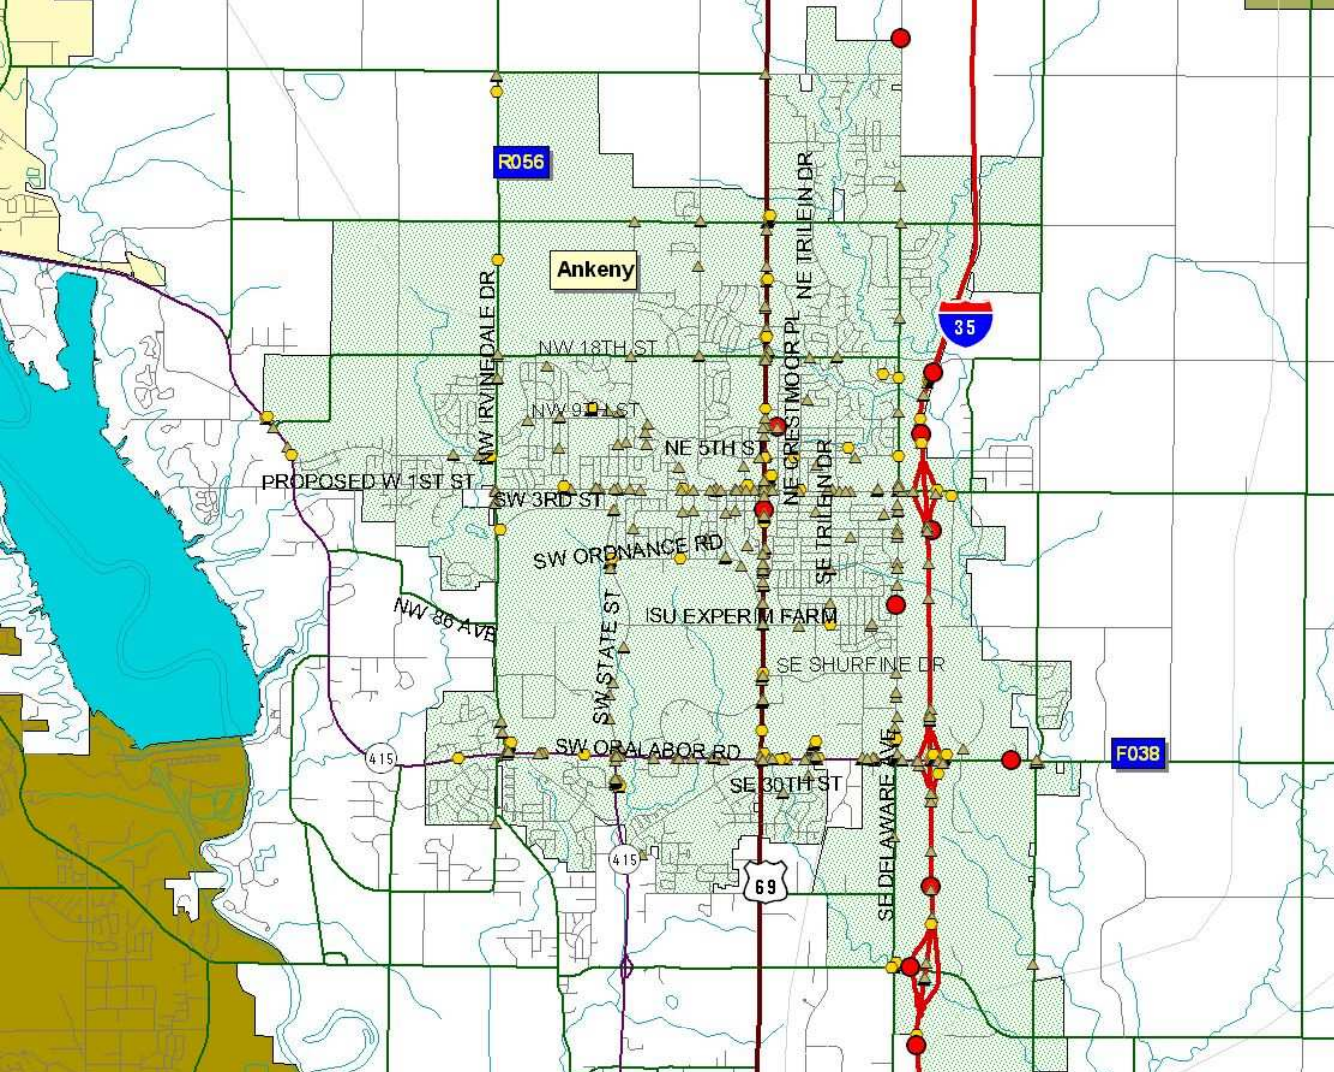 R056
Ankeny
NW IRVINEDALE DR
NE TRILEIN DR
35
NW 18TH ST
NE CRESTMOOR PL
NW 9TH ST
NE 5TH ST
PROPOSED W 1ST ST
SW 3RD ST
SE TRILEIN DR
SW ORDNANCE RD
NW 86 AVE
ISU EXPERIM FARM
SW STATE ST
SE SHURFINE DR
415
SW ORALABOR RD
F038
SE 30TH ST
SE DELAWARE AVE
415
69